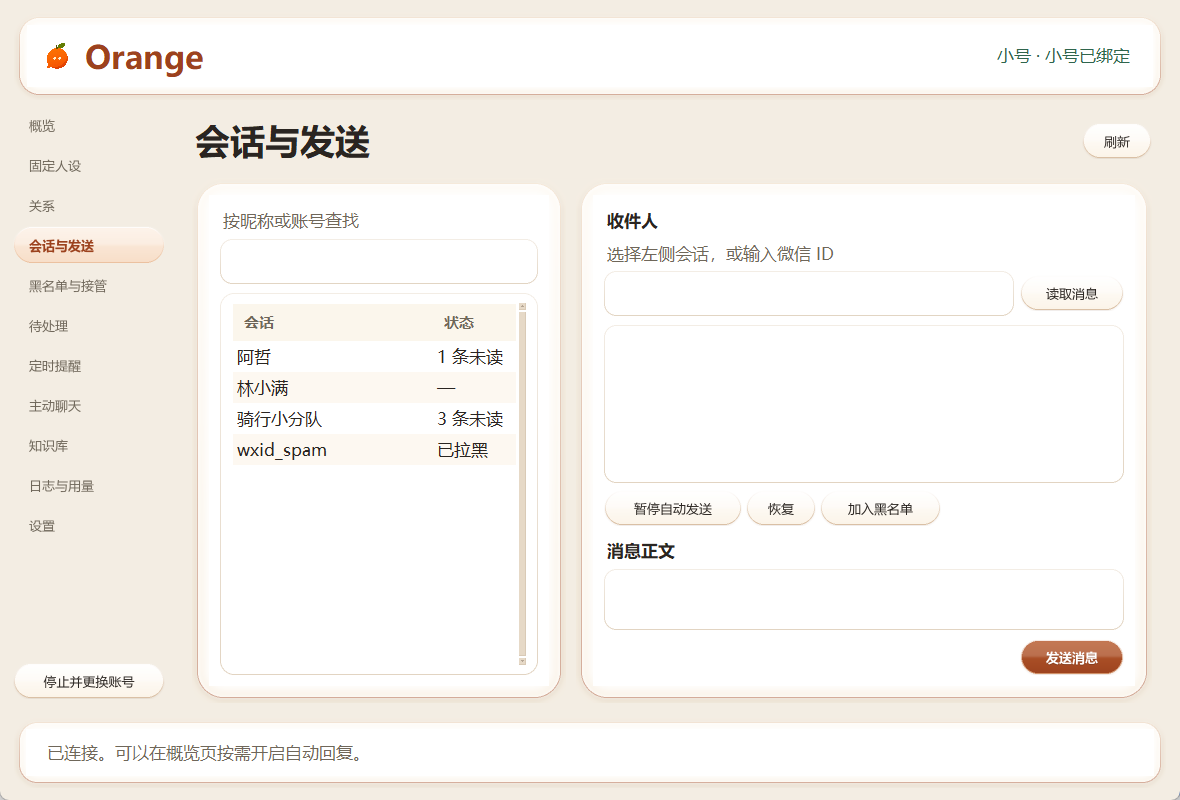 Orange
小号 · 小号已绑定
概览
固定人设
关系
会话与发送
黑名单与接管
待处理
定时提醒
主动聊天
知识库
日志与用量
设置
停止并更换账号
会话与发送
刷新
按昵称或账号查找
会话 状态
阿哲 1 条未读
林小满 —
骑行小分队 3 条未读
wxid_spam 已拉黑
收件人
选择左侧会话，或输入微信 ID
读取消息
暂停自动发送 恢复 加入黑名单
消息正文
发送消息
已连接。可以在概览页按需开启自动回复。